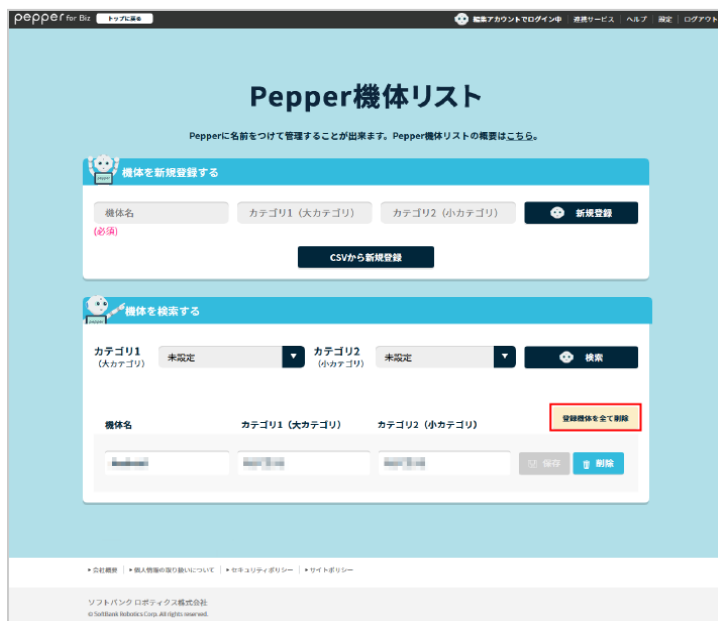 pepper for Biz トップに戻る 編集アカウントでログイン中 連携サービス ヘルプ 設定 ログアウト
Pepper機体リスト
Pepperに名前をつけて管理することが出来ます。Pepper機体リストの概要はこちら。
機体を新規登録する
機体名 カテゴリ1（大カテゴリ） カテゴリ2（小カテゴリ） 新規登録
(必須)
CSVから新規登録
機体を検索する
カテゴリ1 未設定 カテゴリ2 未設定 検索
（大カテゴリ） （小カテゴリ）
登録機体を全て削除
機体名 カテゴリ1（大カテゴリ） カテゴリ2（小カテゴリ）
保存 削除
会社概要 個人情報の取り扱いについて セキュリティポリシー サイトポリシー
ソフトバンク ロボティクス株式会社
© SoftBank Robotics Corp. All rights reserved.